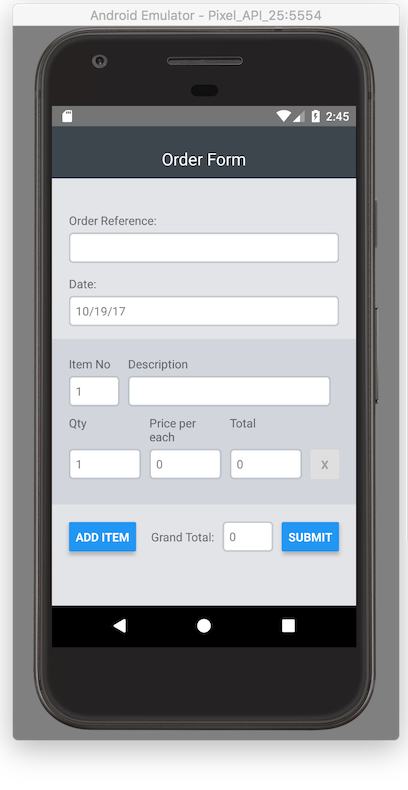 Android Emulator - Pixel_API_25:5554
2:45
Order Form
Order Reference:
Date:
10/19/17
Item No Description
1
Qty Price per each Total
1 0 0 X
ADD ITEM Grand Total: 0 SUBMIT